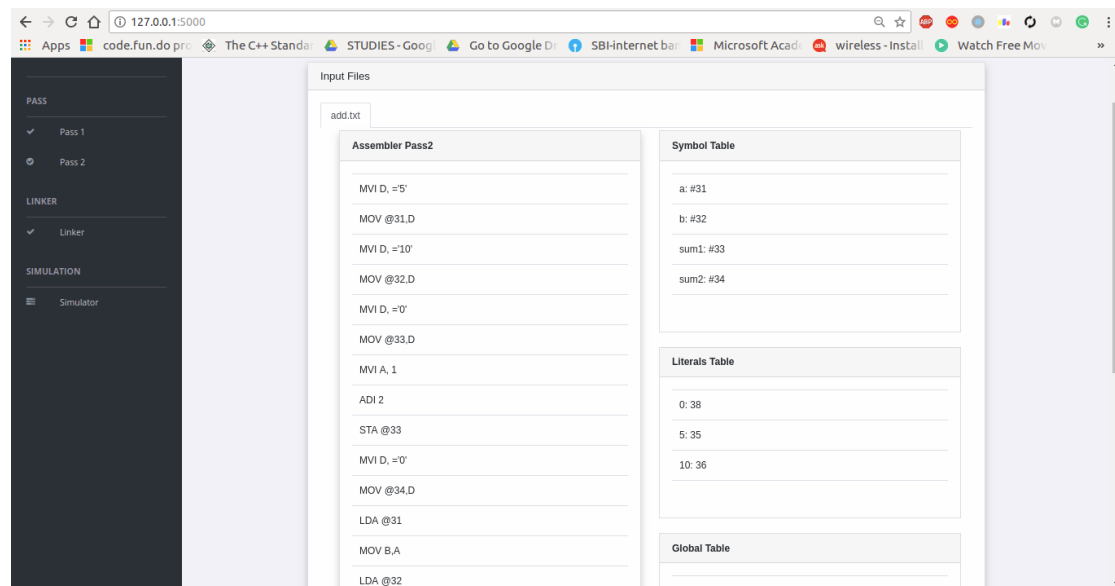 127.0.0.1:5000
Apps code.fun.do pro The C++ Standar STUDIES - Goog Go to Google Dr SBI-internet ban Microsoft Acade wireless - Install Watch Free Mov »
Input Files
add.txt
PASS
Pass 1
Pass 2
LINKER
Linker
SIMULATION
Simulator
Assembler Pass2
MVI D, ='5'
MOV @31,D
MVI D, ='10'
MOV @32,D
MVI D, ='0'
MOV @33,D
MVI A, 1
ADI 2
STA @33
MVI D, ='0'
MOV @34,D
LDA @31
MOV B,A
LDA @32
Symbol Table
a: #31
b: #32
sum1: #33
sum2: #34
Literals Table
0: 38
5: 35
10: 36
Global Table